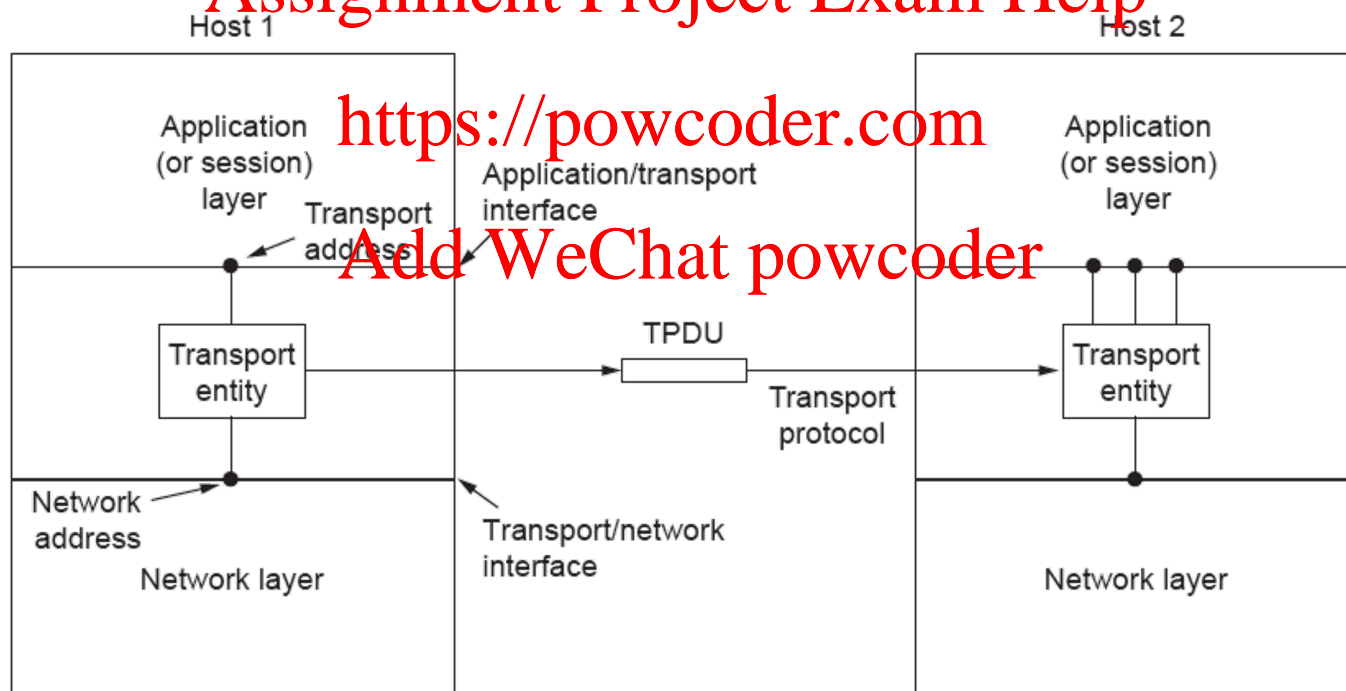 Assignment Project Exam Help
Host 1
Host 2
https://powcoder.com
Application
(or session)
layer
Application
(or session)
layer
Application/transport
interface
Transport
address
Add WeChat powcoder
TPDU
Transport
entity
Transport
entity
Transport
protocol
Network
address
Transport/network
interface
Network layer
Network layer